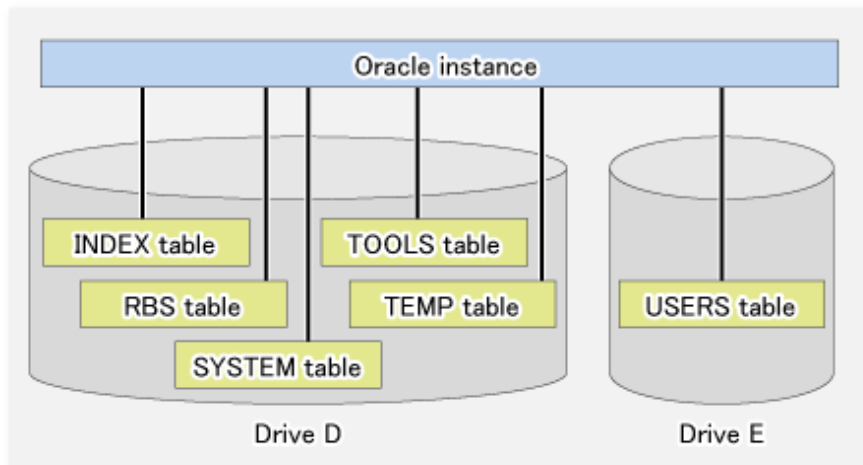 Oracle instance
INDEX table
TOOLS table
RBS table
TEMP table
USERS table
SYSTEM table
Drive D
Drive E